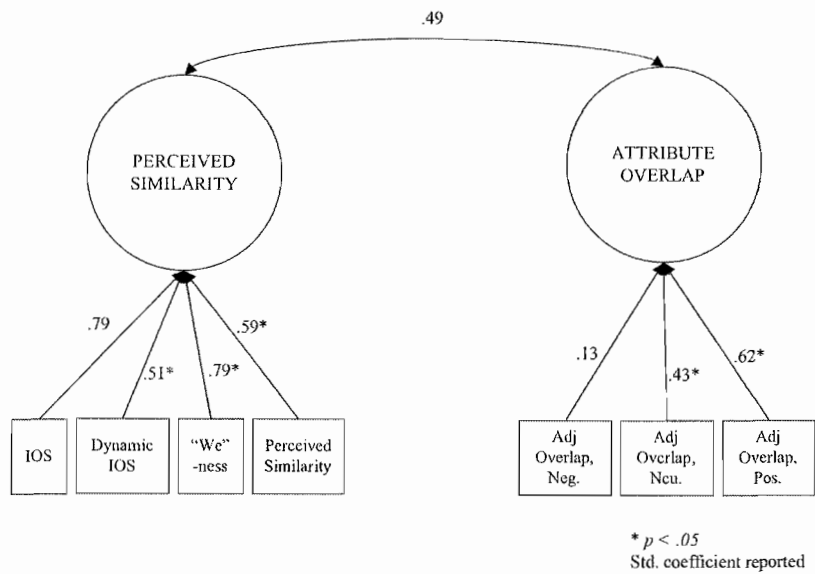 .49
PERCEIVED
SIMILARITY
ATTRIBUTE
OVERLAP
.79
.51*
.79*
.59*
.13
.43*
.62*
IOS
Dynamic
IOS
“We”
-ness
Perceived
Similarity
Adj
Overlap,
Neg.
Adj
Overlap,
Neu.
Adj
Overlap,
Pos.
* p < .05
Std. coefficient reported